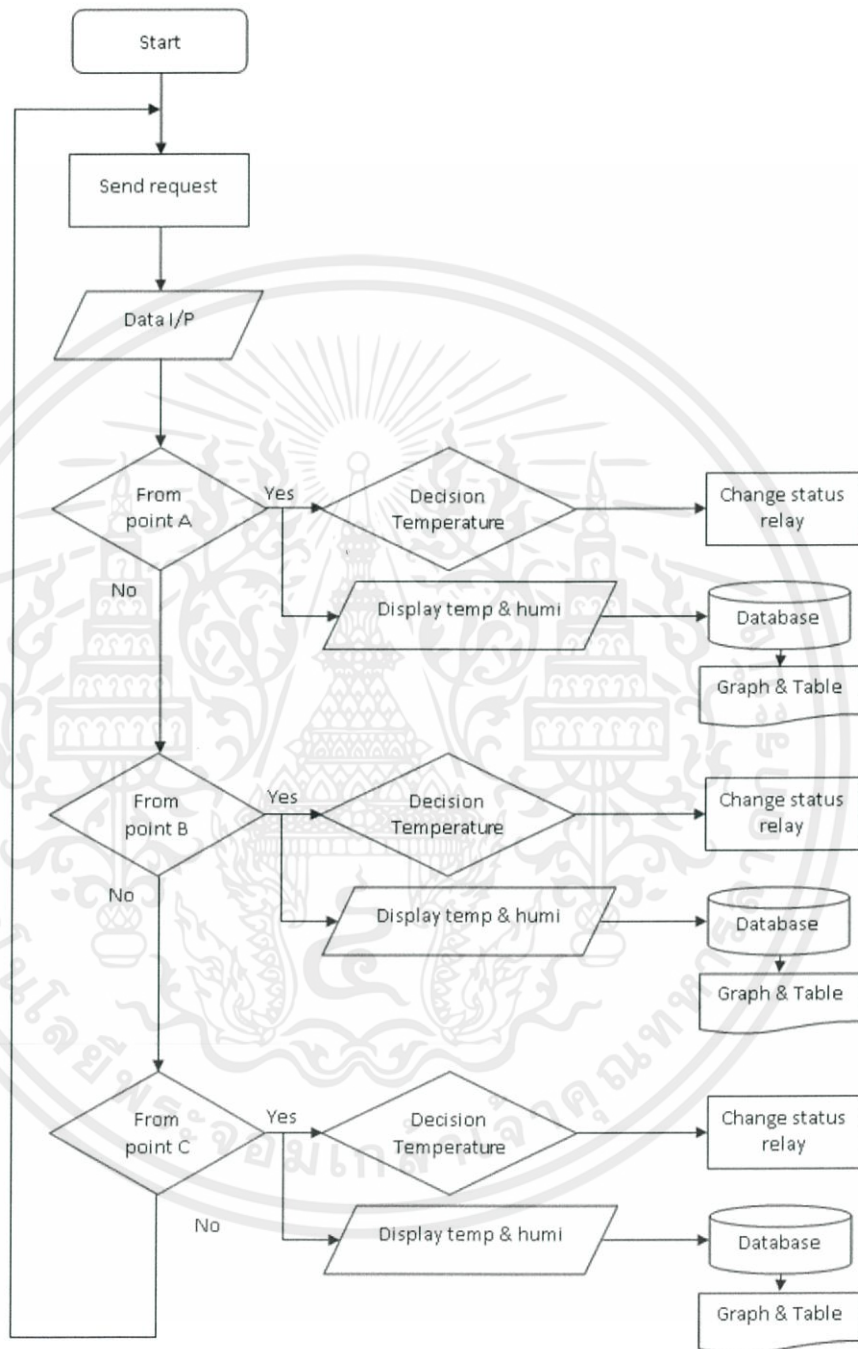 Start
Send request
Data I/P
From
point A
Yes
No
Decision
Temperature
Change status
relay
Display temp & humi
Database
Graph & Table
From
point B
Yes
No
Decision
Temperature
Change status
relay
Display temp & humi
Database
Graph & Table
From
point C
Yes
No
Decision
Temperature
Change status
relay
Display temp & humi
Database
Graph & Table